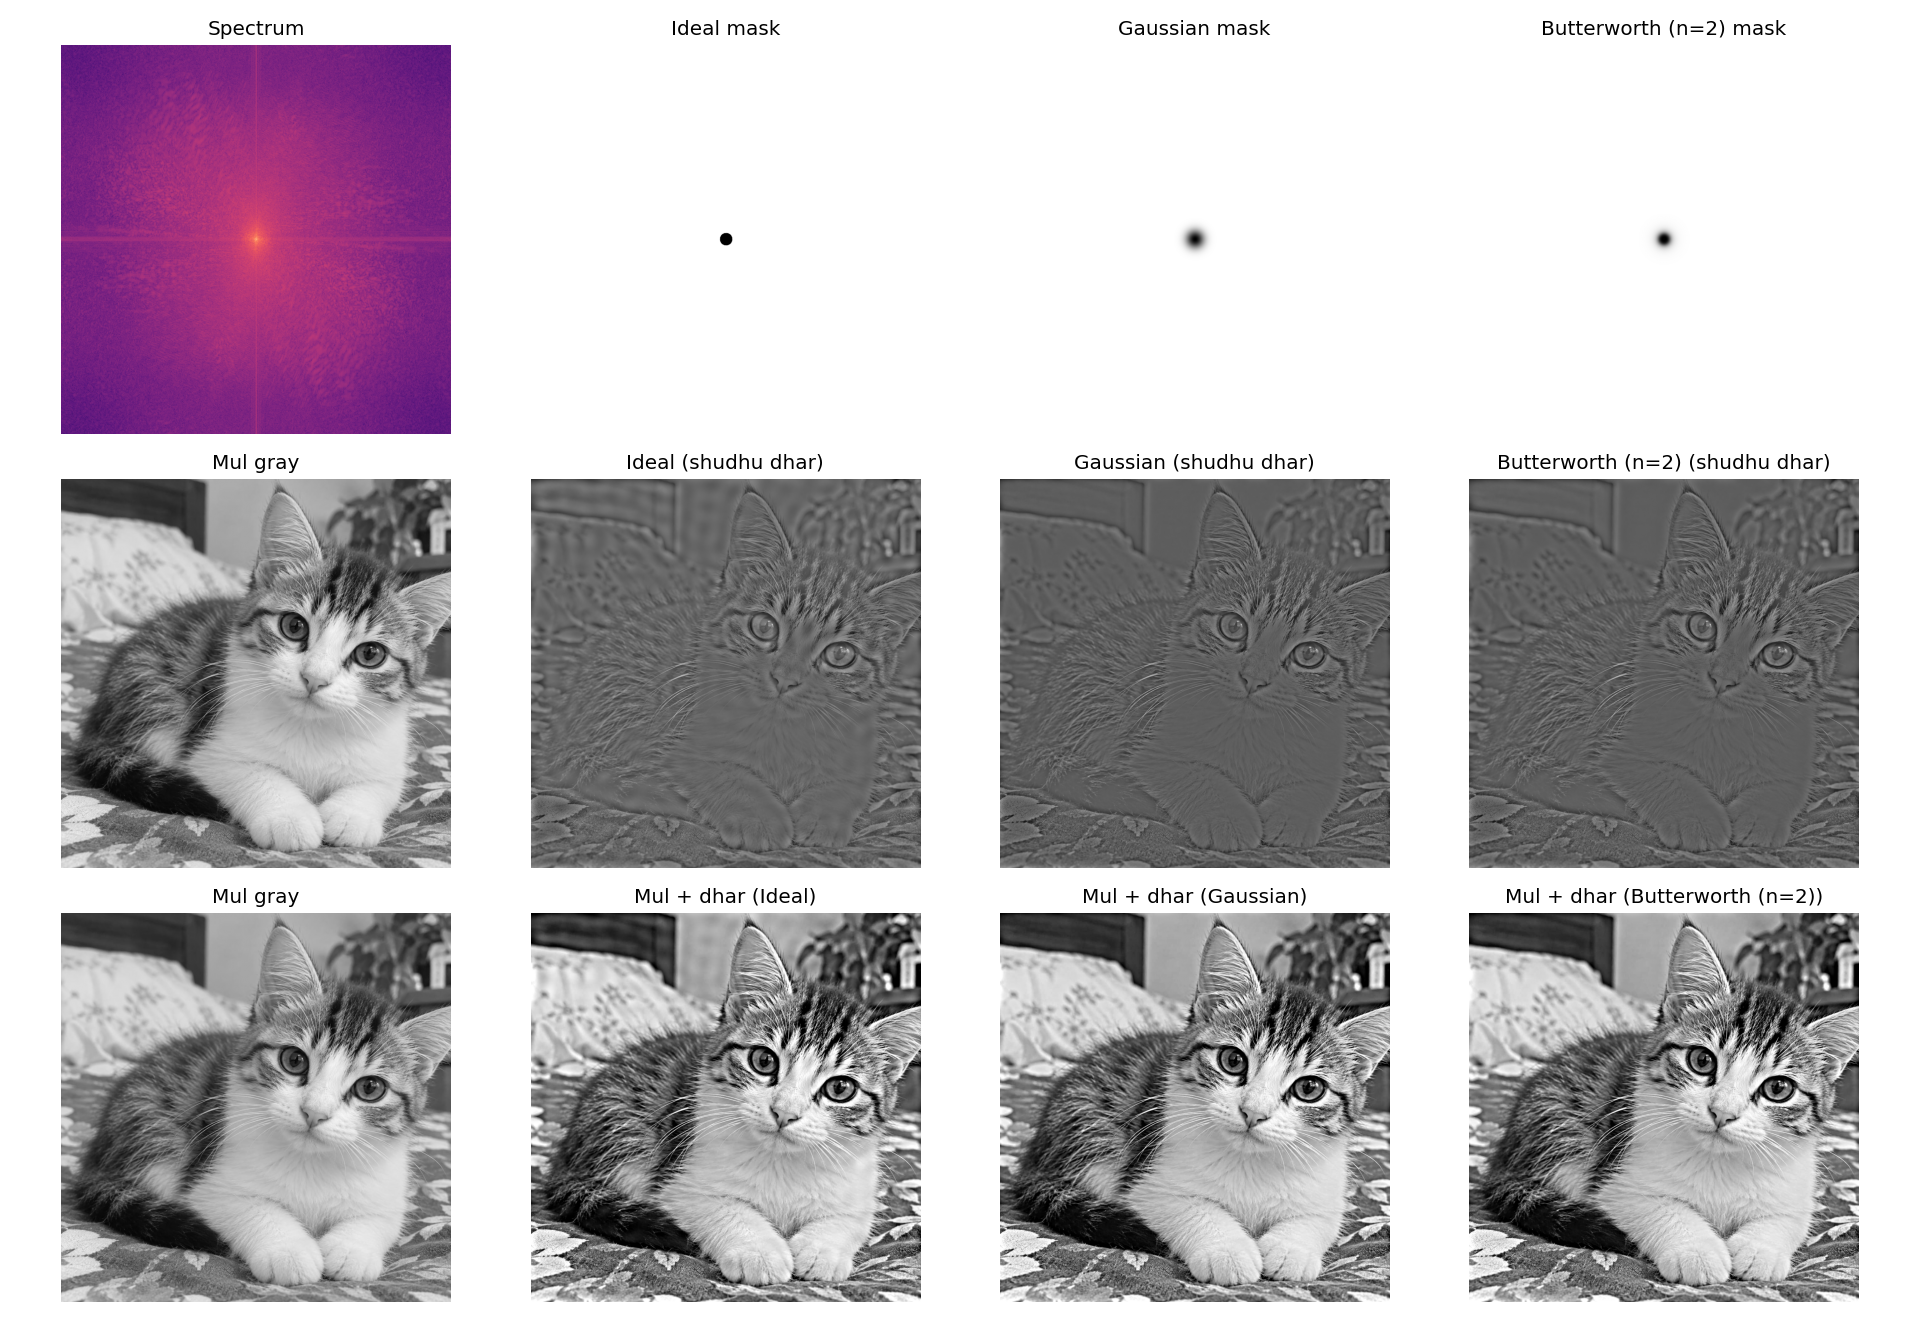 Spectrum
Ideal mask
Gaussian mask
Butterworth (n=2) mask
Mul gray
Ideal (shudhu dhar)
Gaussian (shudhu dhar)
Butterworth (n=2) (shudhu dhar)
Mul gray
Mul + dhar (Ideal)
Mul + dhar (Gaussian)
Mul + dhar (Butterworth (n=2))